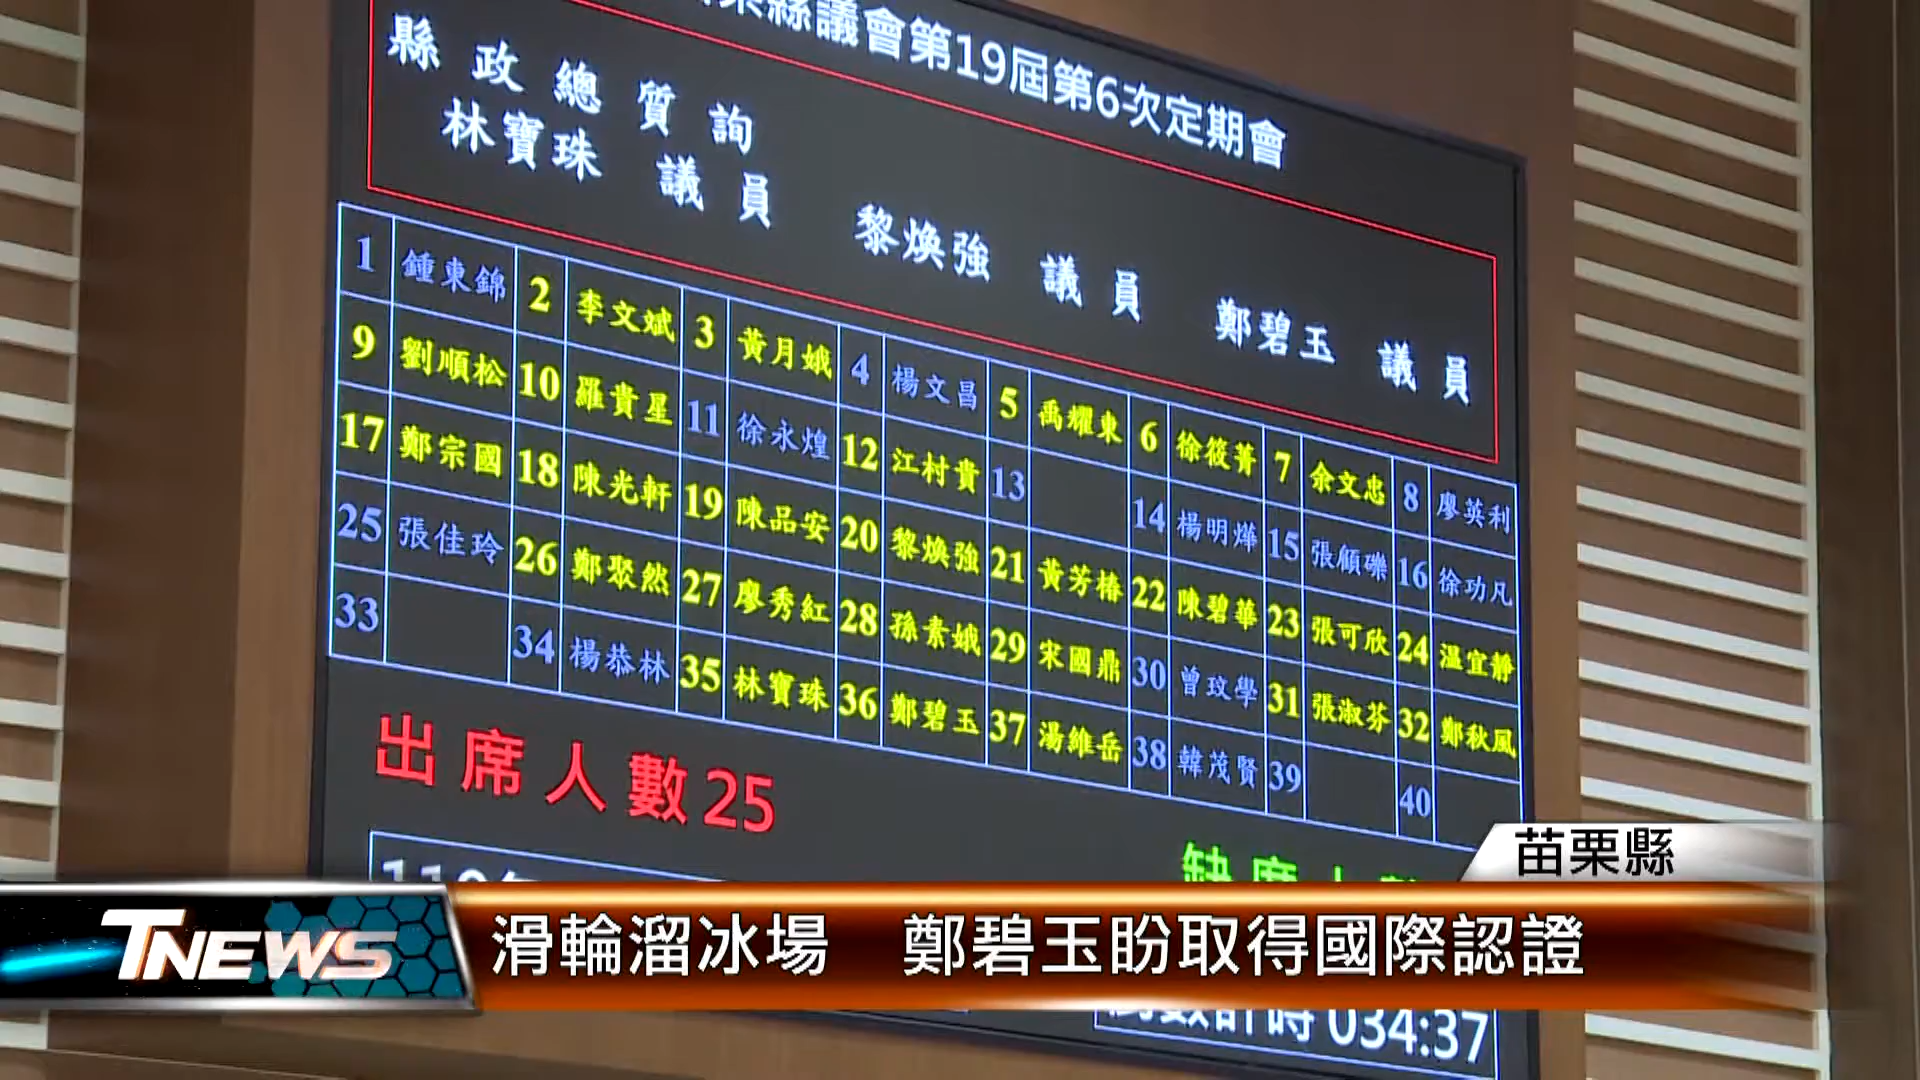 苗栗縣議會第19屆第6次定期會
縣政總質詢
林寶珠 議員 黎煥強 議員 鄭碧玉 議員
1 鍾東錦 2 李文斌 3 黃月娥 4 楊文昌 5 禹耀東 6 徐筱菁 7 余文忠 8 廖英利
9 劉順松 10 羅貴星 11 徐永煌 12 江村貴 13 14 楊明燁 15 張顧礫 16 徐功凡
17 鄭宗國 18 陳光軒 19 陳品安 20 黎煥強 21 黃芳椿 22 陳碧華 23 張可欣 24 溫宜靜
25 張佳玲 26 鄭聚然 27 廖秀紅 28 孫素娥 29 宋國鼎 30 曾玟學 31 張淑芬 32 鄭秋風
33 34 楊恭林 35 林寶珠 36 鄭碧玉 37 湯維岳 38 韓茂賢 39 40
出席人數25
缺席人數
計時 034:37
苗栗縣
TNEWS
滑輪溜冰場 鄭碧玉盼取得國際認證